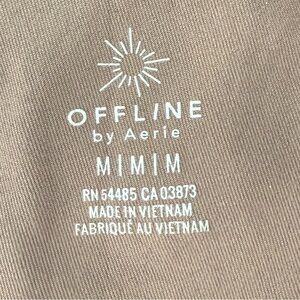 OFFLINE
by Aerie
M|M|M
RN 54485 CA 03873
MADE IN VIETNAM
FABRIQUÉ AU VIETNAM